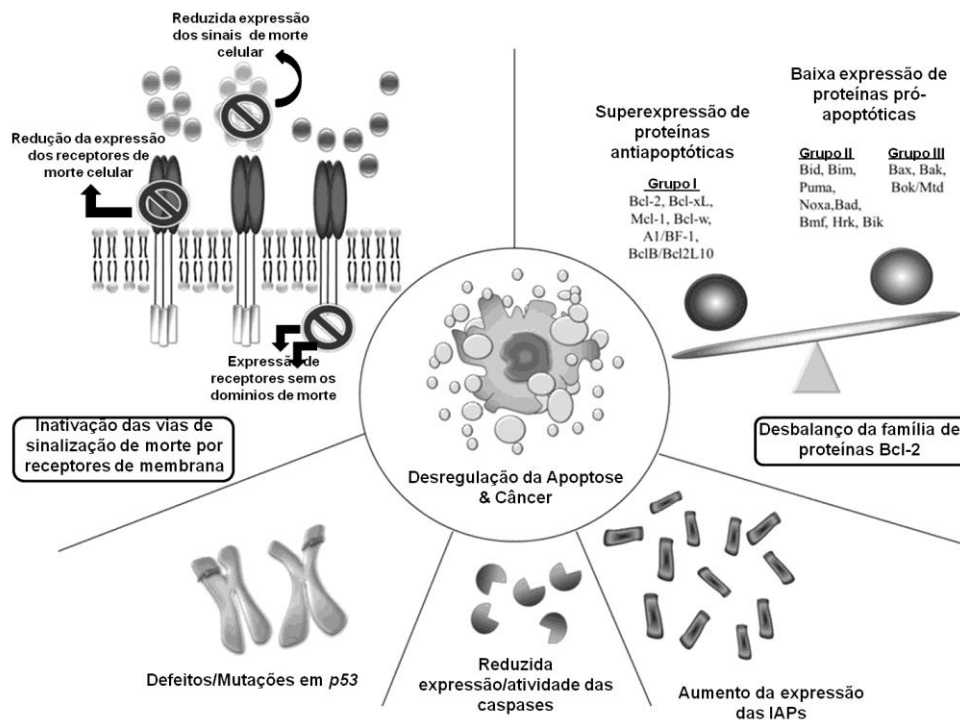 Reduzida expressão
dos sinais de morte
celular
Redução da expressão
dos receptores de
morte celular
Expressão de
receptores sem os
domínios de morte
Inativação das vias de
sinalização de morte por
receptores de membrana
Superexpressão de
proteínas
antiapoptóticas
Grupo I
Bcl-2, Bcl-xL,
Mcl-1, Bcl-w,
A1/BF-1,
BclB/Bcl2L10
Baixa expressão de
proteínas pró-
apoptóticas
Grupo II
Bid, Bim,
Puma,
Noxa,Bad,
Bmf, Hrk, Bik
Grupo III
Bax, Bak,
Bok/Mtd
Desbalanço da família de
proteínas Bcl-2
Desregulação da Apoptose
& Câncer
Defeitos/Mutações em p53
Reduzida
expressão/atividade das
caspases
Aumento da expressão
das IAPs